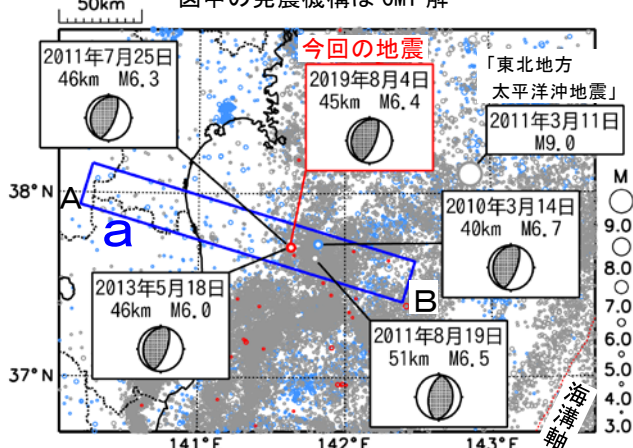 50km
図中の発震機構は CMT 解
2011年7月25日
46km M6.3
今回の地震
2019年8月4日
45km M6.4
「東北地方
太平洋沖地震」
2011年3月11日
M9.0
38°N
A
a
2010年3月14日
40km M6.7
2013年5月18日
46km M6.0
B
2011年8月19日
51km M6.5
37°N
海溝軸
141°E
142°E
143°E
M
9.0
8.0
7.0
6.0
5.0
4.0
3.0